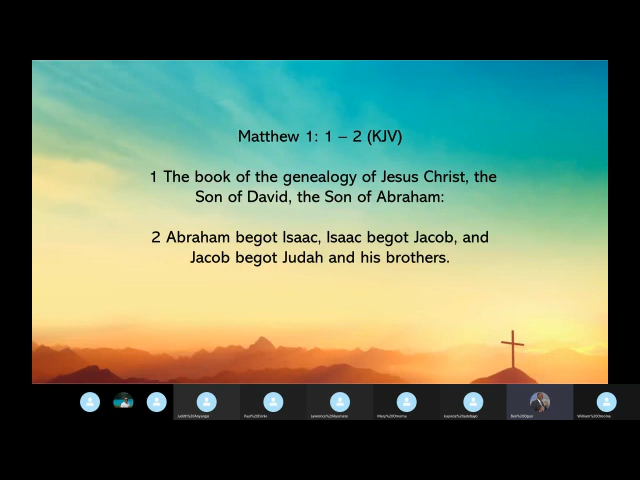 Matthew 1: 1 – 2 (KJV)
1 The book of the genealogy of Jesus Christ, the
Son of David, the Son of Abraham:
2 Abraham begot Isaac, Isaac begot Jacob, and
Jacob begot Judah and his brothers.